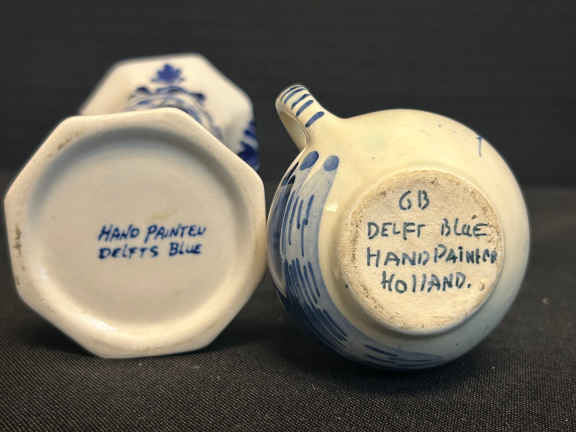 HAND PAINTED
DELFTS BLUE
GB
DELFT BLUE
HAND PAINTED
HOLLAND.